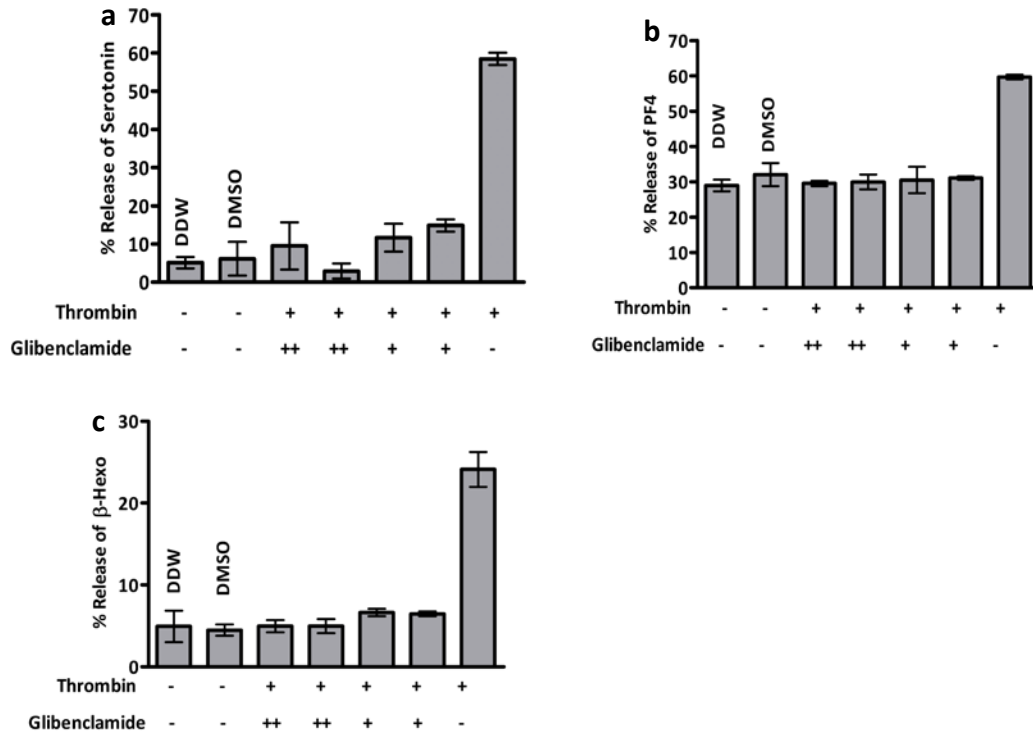 a
% Release of Serotonin
70
60
50
40
30
20
10
0
DDW
DMSO
Thrombin - - + + + + +
Glibenclamide - - ++ ++ + + -
b
% Release of PF4
70
60
50
40
30
20
10
0
DDW
DMSO
Thrombin - - + + + + +
Glibenclamide - - ++ ++ + + -
c
% Release of β-Hexo
30
20
10
0
DDW
DMSO
Thrombin - - + + + + +
Glibenclamide - - ++ ++ + + -